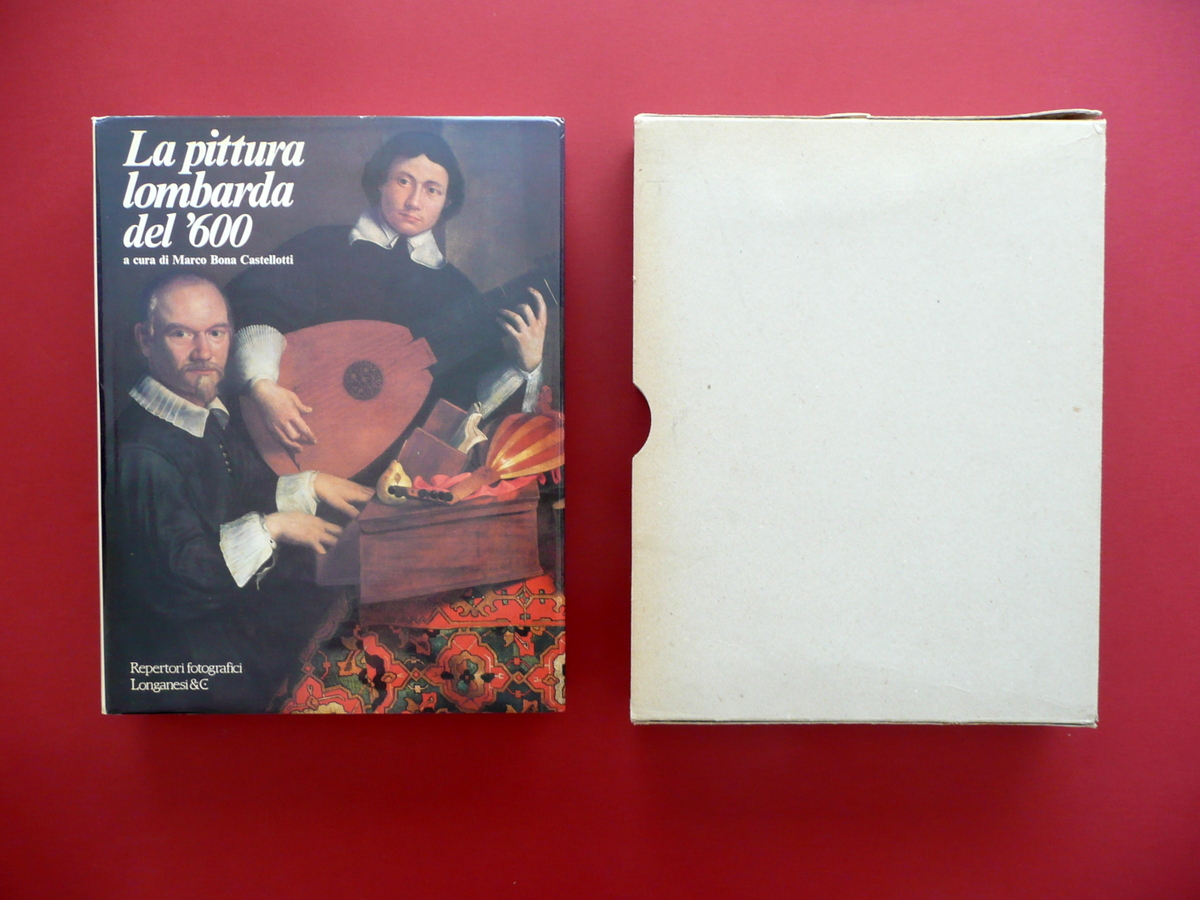 La pittura
lombarda
del '600
a cura di Marco Bona Castellotti
Repertori fotografici
Longanesi & C.